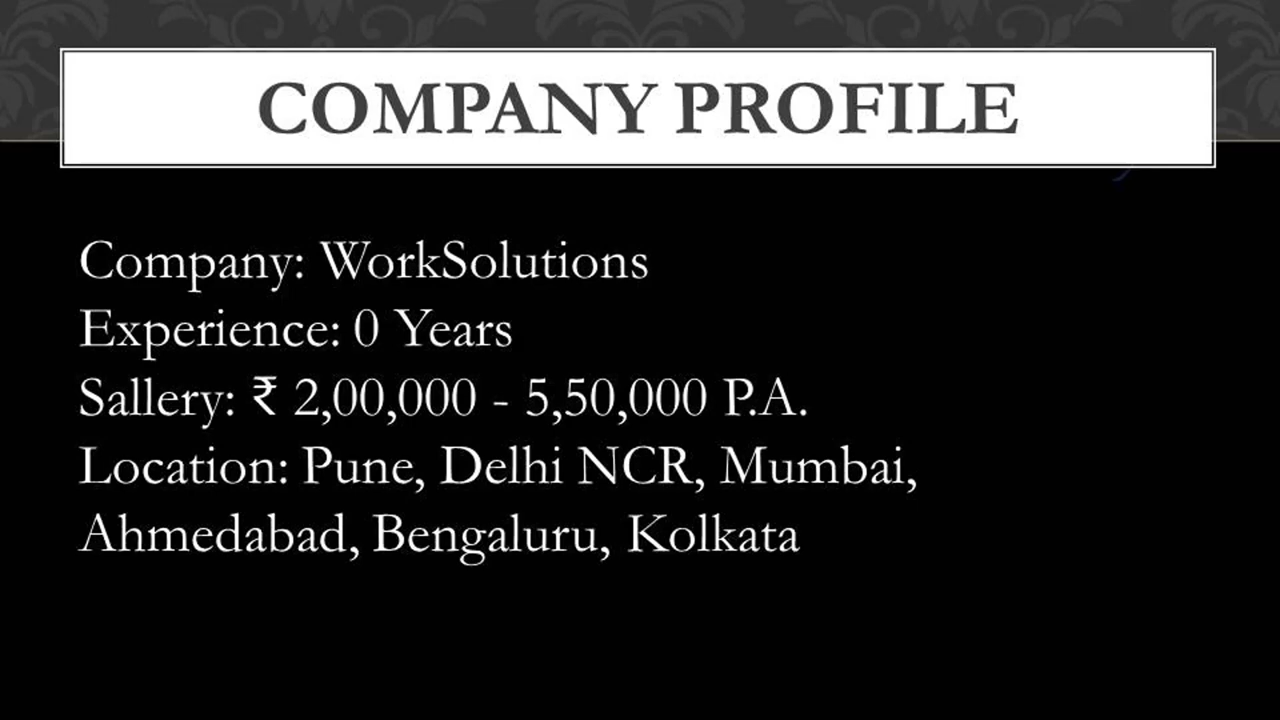 COMPANY PROFILE
Company: WorkSolutions
Experience: 0 Years
Sallery: ₹ 2,00,000 - 5,50,000 P.A.
Location: Pune, Delhi NCR, Mumbai,
Ahmedabad, Bengaluru, Kolkata